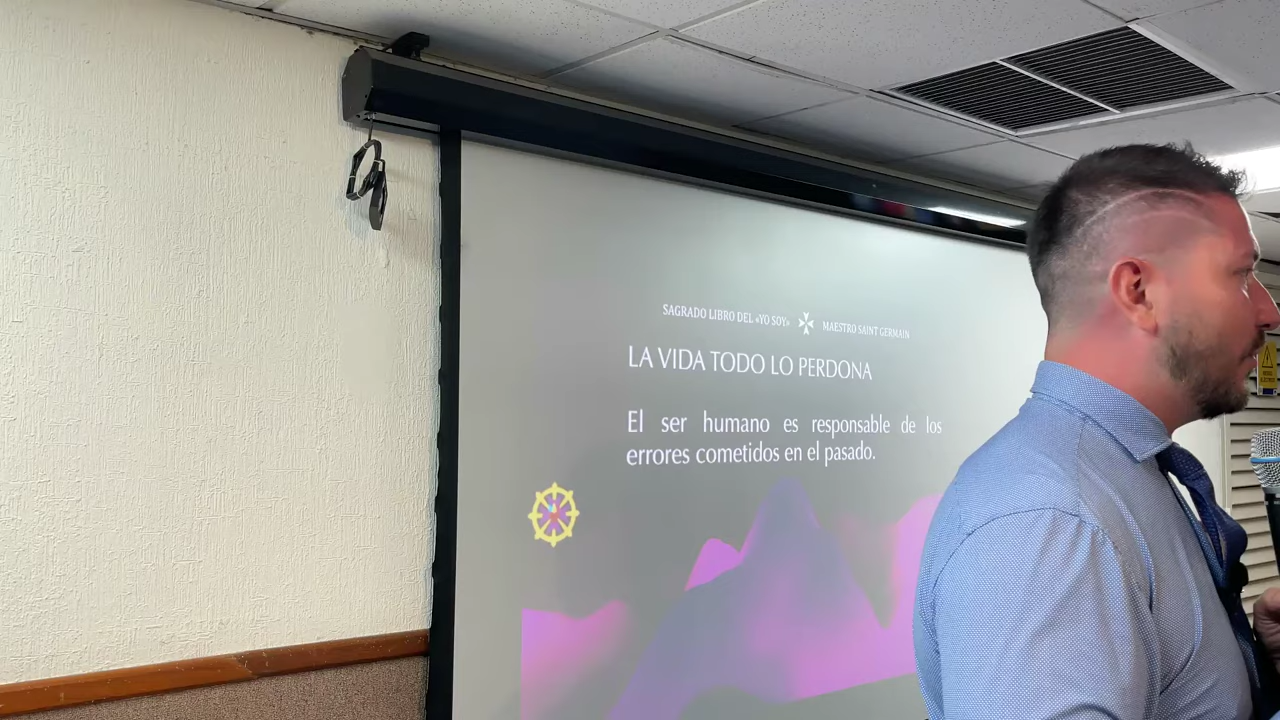 SAGRADO LIBRO DEL «YO SOY» MAESTRO SAINT GERMAIN
LA VIDA TODO LO PERDONA
El ser humano es responsable de los
errores cometidos en el pasado.